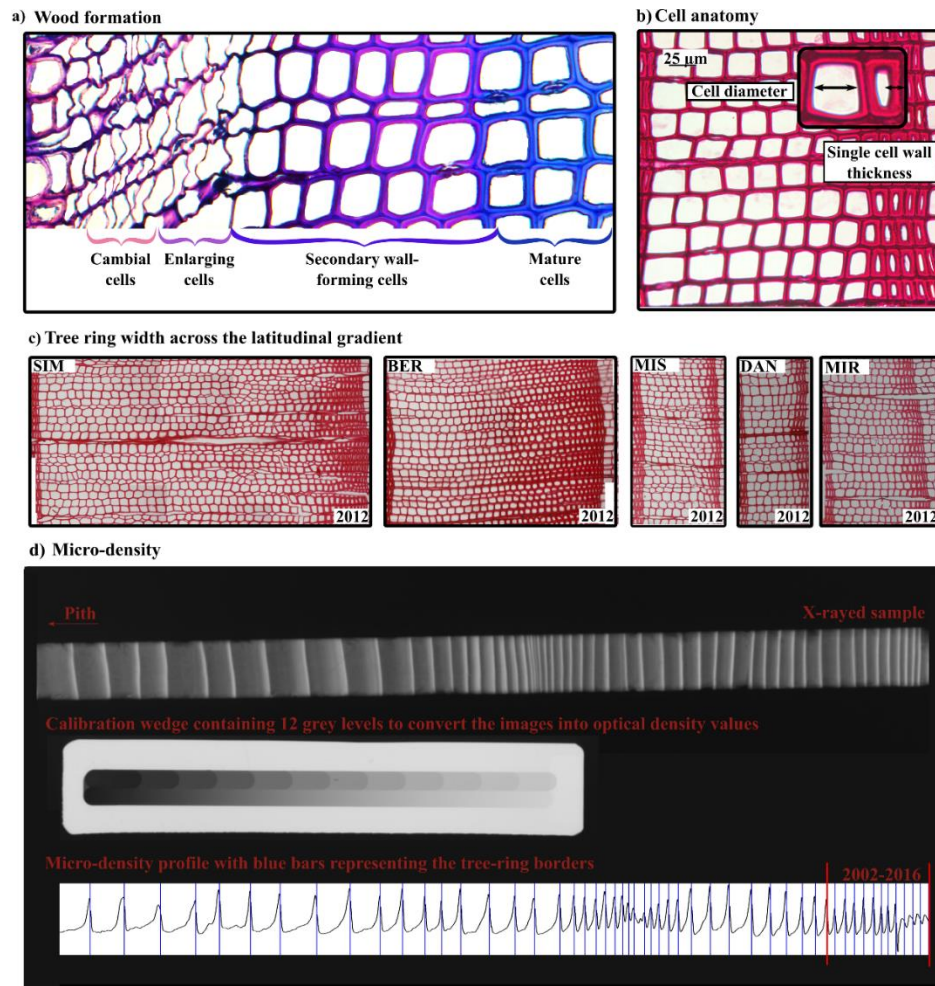 a) Wood formation
Cambial
cells
Enlarging
cells
Secondary wall-
forming cells
Mature
cells
b) Cell anatomy
25 µm
Cell diameter
Single cell wall
thickness
c) Tree ring width across the latitudinal gradient
SIM
2012
BER
2012
MIS
2012
DAN
2012
MIR
2012
d) Micro-density
Pith
X-rayed sample
Calibration wedge containing 12 grey levels to convert the images into optical density values
Micro-density profile with blue bars representing the tree-ring borders
2002-2016